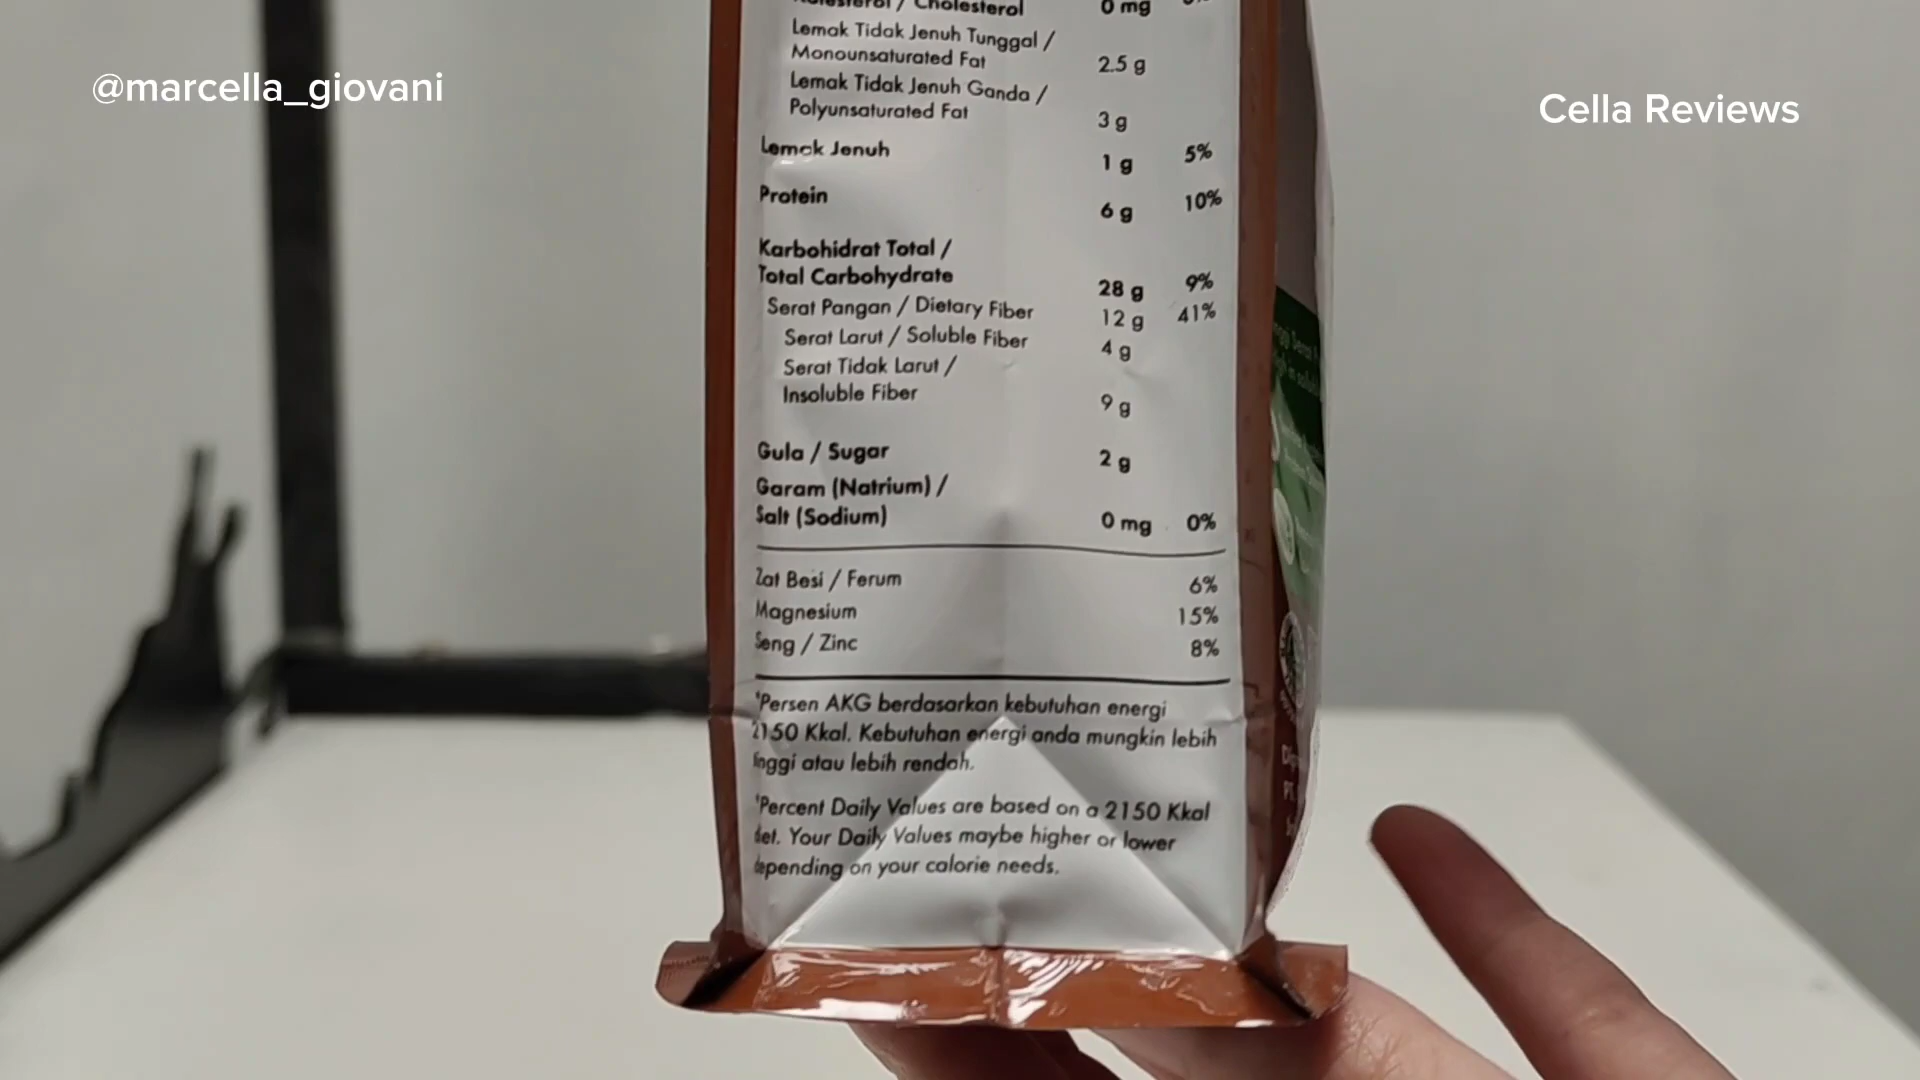 @marcella_giovani
Cella Reviews
Cholesterol 0 mg
Lemak Tidak Jenuh Tunggal /
Monounsaturated Fat 2.5 g
Lemak Tidak Jenuh Ganda /
Polyunsaturated Fat 3 g
Lemak Jenuh 1 g 5%
Protein 6 g 10%
Karbohidrat Total /
Total Carbohydrate 28 g 9%
Serat Pangan / Dietary Fiber 12 g 41%
Serat Larut / Soluble Fiber 4 g
Serat Tidak Larut /
Insoluble Fiber 9 g
Gula / Sugar 2 g
Garam (Natrium) /
Salt (Sodium) 0 mg 0%
Zat Besi / Ferum 6%
Magnesium 15%
Seng / Zinc 8%
*Persen AKG berdasarkan kebutuhan energi
2150 Kkal. Kebutuhan energi anda mungkin lebih
tinggi atau lebih rendah.
*Percent Daily Values are based on a 2150 Kkal
diet. Your Daily Values maybe higher or lower
depending on your calorie needs.